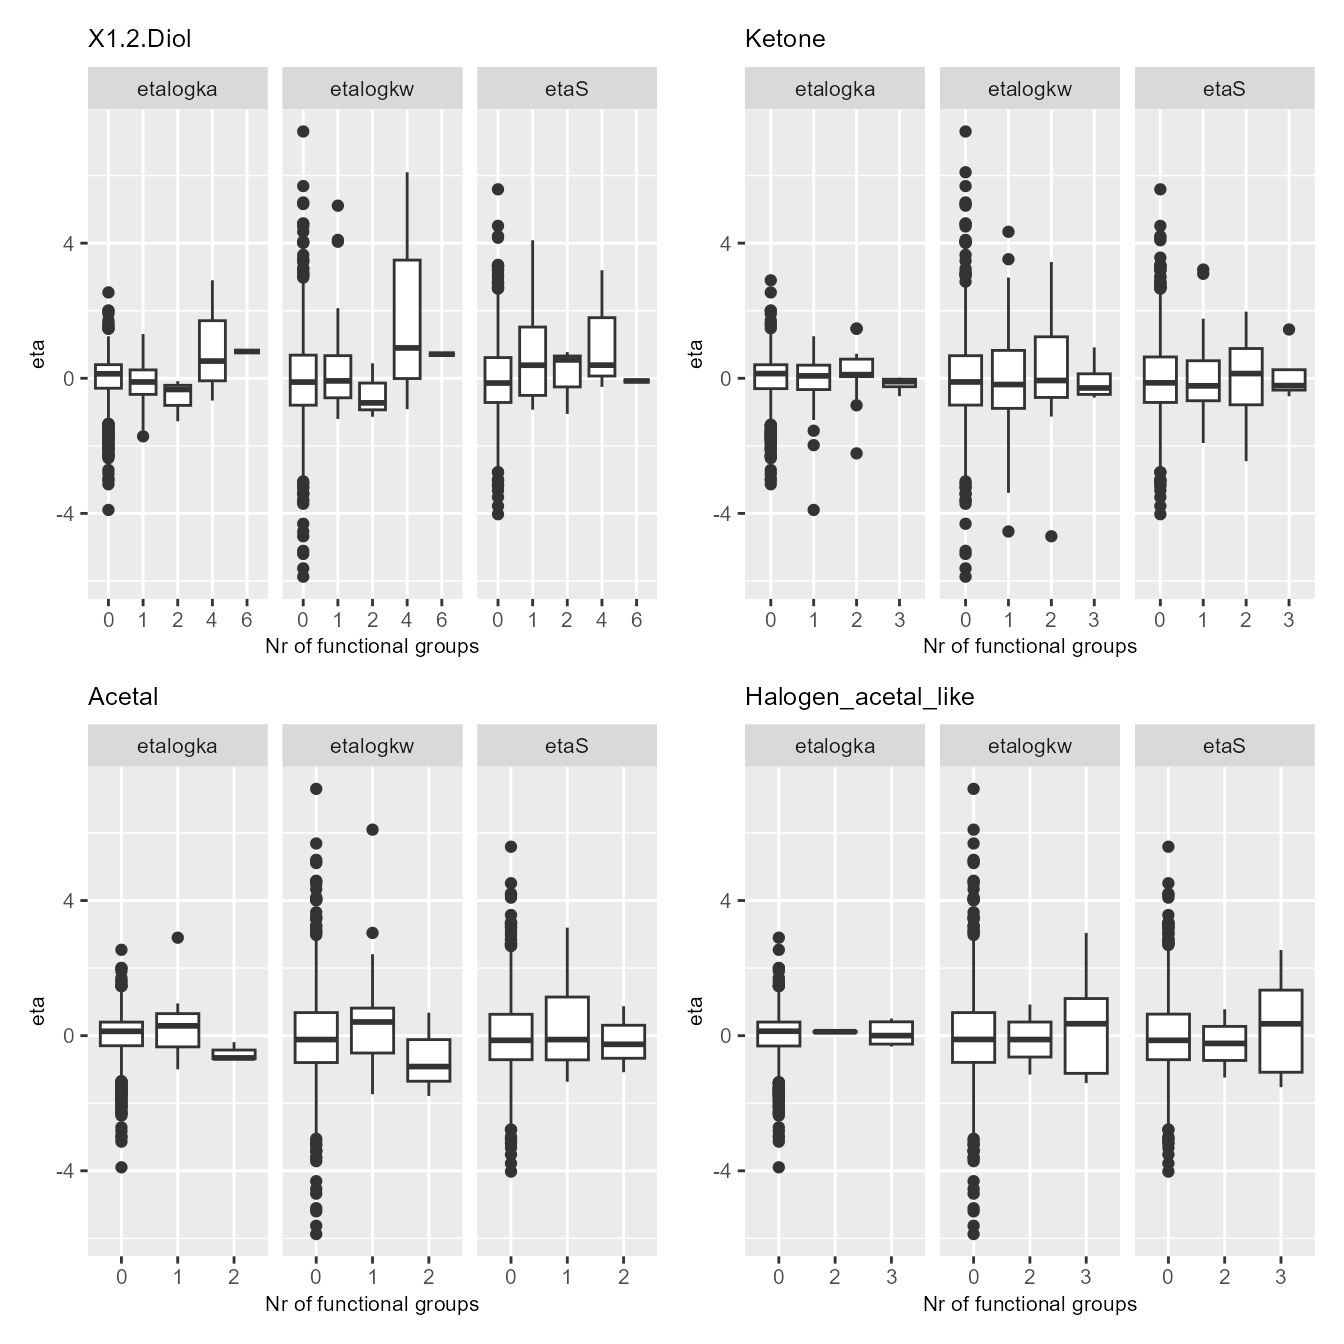 X1.2.Diol
etalogka etalogkw etaS
eta
4
0
-4
0 1 2 4 6 0 1 2 4 6 0 1 2 4 6
Nr of functional groups
Ketone
etalogka etalogkw etaS
eta
4
0
-4
0 1 2 3 0 1 2 3 0 1 2 3
Nr of functional groups
Acetal
etalogka etalogkw etaS
eta
4
0
-4
0 1 2 0 1 2 0 1 2
Nr of functional groups
Halogen_acetal_like
etalogka etalogkw etaS
eta
4
0
-4
0 2 3 0 2 3 0 2 3
Nr of functional groups